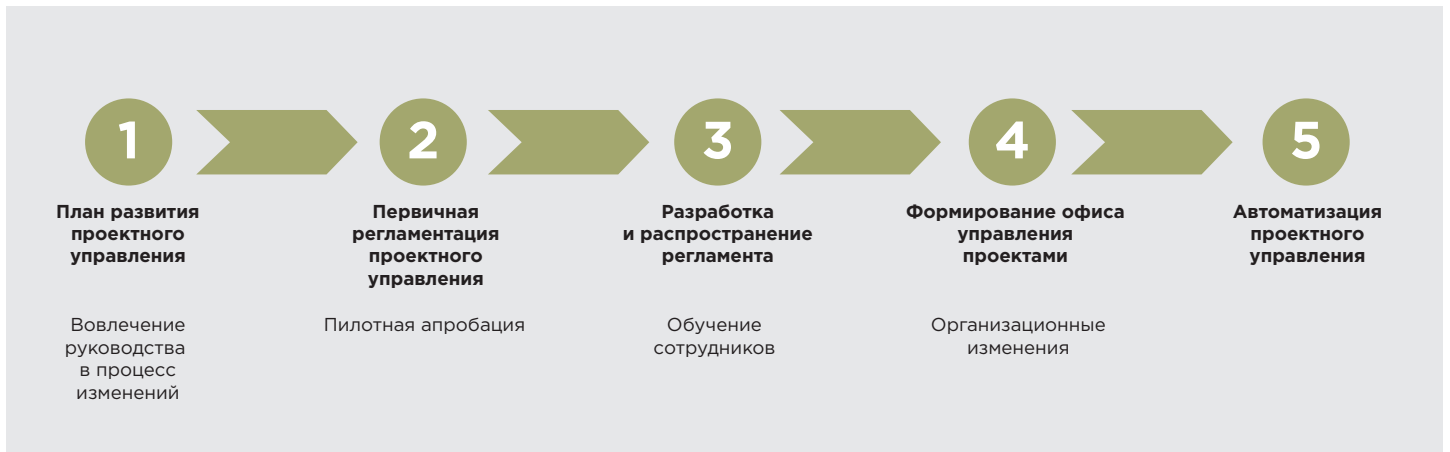 1
План развития
проектного
управления
Вовлечение
руководства
в процесс
изменений
2
Первичная
регламентация
проектного
управления
Пилотная апробация
3
Разработка
и распространение
регламента
Обучение
сотрудников
4
Формирование офиса
управления
проектами
Организационные
изменения
5
Автоматизация
проектного
управления